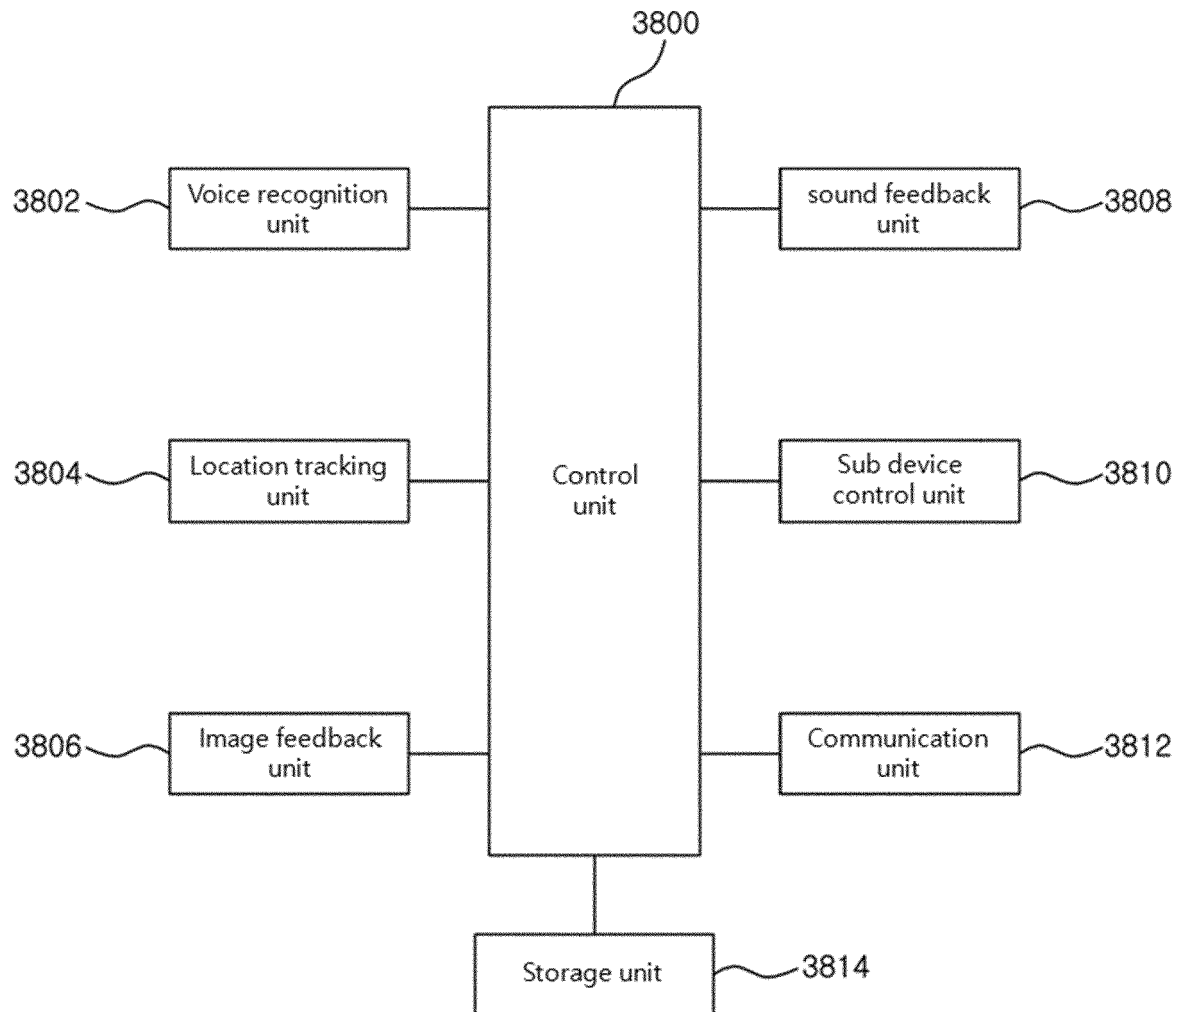 3800
3802
Voice recognition
unit
sound feedback
unit
3808
3804
Location tracking
unit
Control
unit
Sub device
control unit
3810
3806
Image feedback
unit
Communication
unit
3812
Storage unit
3814